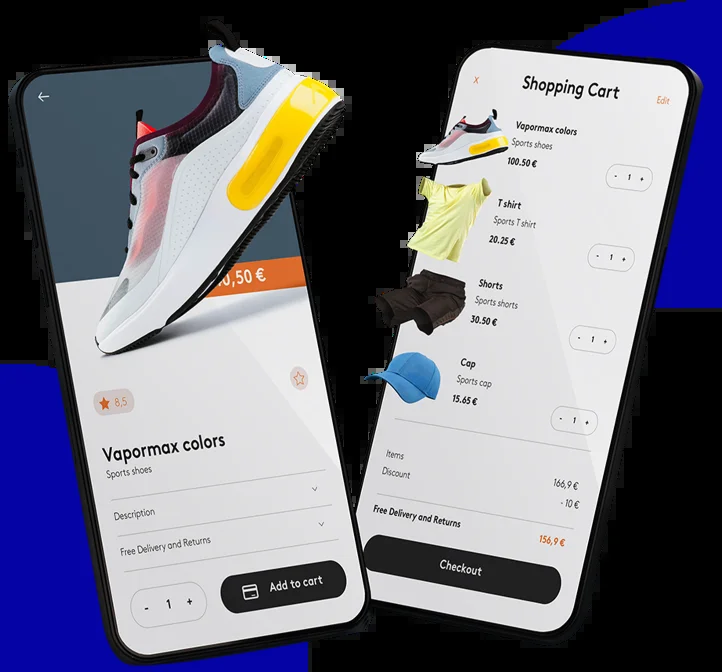 0,50 €
8,5
Vapormax colors
Sports shoes
Description
Free Delivery and Returns
- 1 +
Add to cart
x
Shopping Cart
Edit
Vapormax colors
Sports shoes
100.50 €
- 1 +
T shirt
Sports T shirt
20.25 €
- 1 +
Shorts
Sports shorts
30.50 €
- 1 +
Cap
Sports cap
15.65 €
- 1 +
Items
166,9 €
Discount
- 10 €
Free Delivery and Returns
156,9 €
Checkout